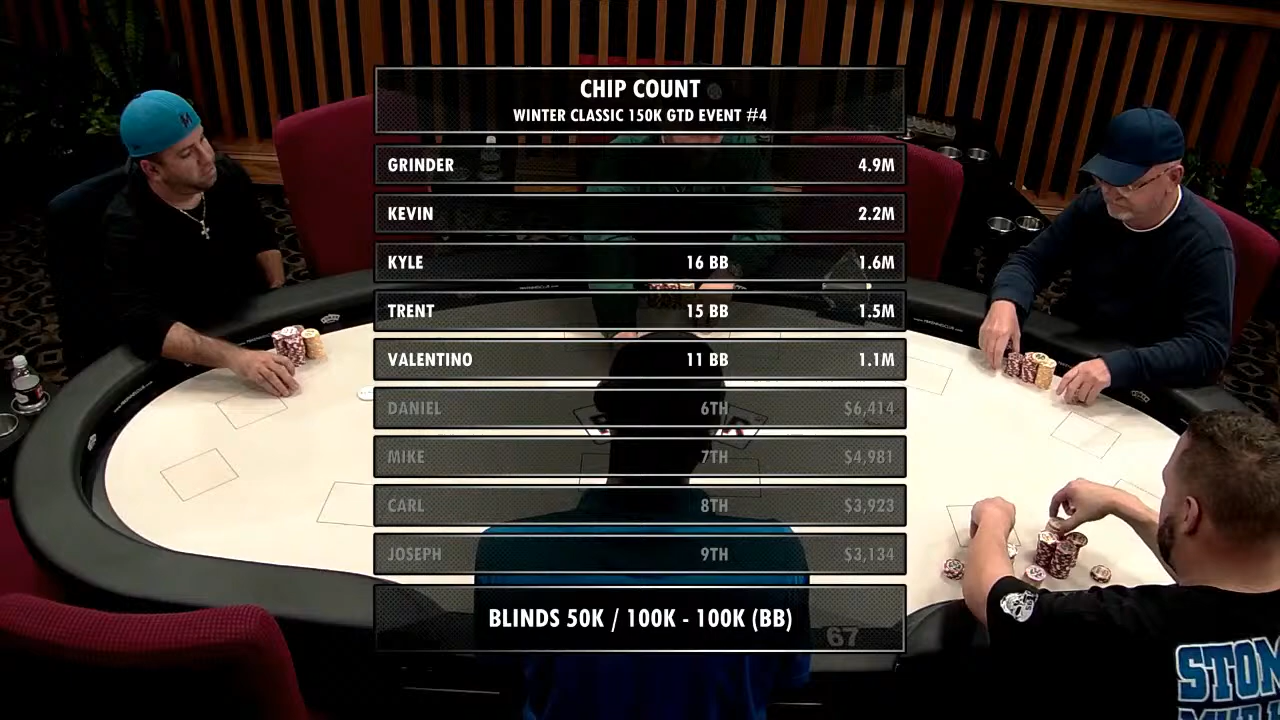 CHIP COUNT
WINTER CLASSIC 150K GTD EVENT #4
GRINDER 4.9M
KEVIN 2.2M
KYLE 16 BB 1.6M
TRENT 15 BB 1.5M
VALENTINO 11 BB 1.1M
DANIEL 6TH $6,414
MIKE 7TH $4,981
CARL 8TH $3,923
JOSEPH 9TH $3,134
BLINDS 50K / 100K - 100K (BB)
67
STON